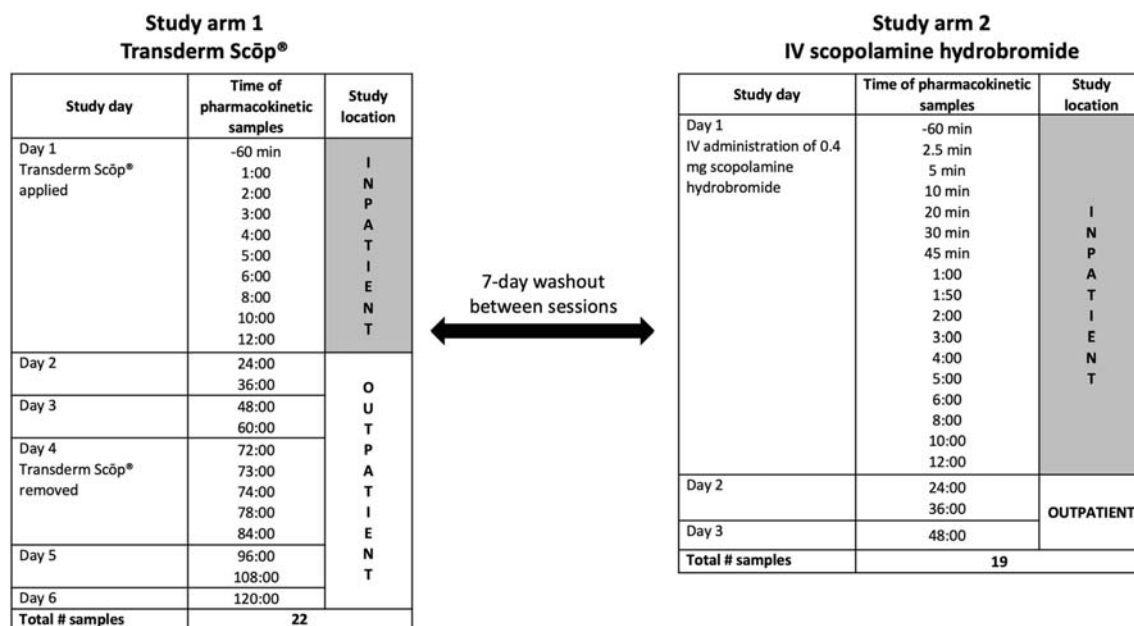 Study arm 1
Transderm Scōp®
Study day
Time of
pharmacokinetic
samples
Study
location
Day 1
Transderm Scōp®
applied
-60 min
1:00
2:00
3:00
4:00
5:00
6:00
8:00
10:00
12:00
I
N
P
A
T
I
E
N
T
Day 2
24:00
36:00
Day 3
48:00
60:00
Day 4
Transderm Scōp®
removed
72:00
73:00
74:00
78:00
84:00
Day 5
96:00
108:00
Day 6
120:00
O
U
T
P
A
T
I
E
N
T
Total # samples
22
7-day washout
between sessions
Study arm 2
IV scopolamine hydrobromide
Study day
Time of pharmacokinetic
samples
Study
location
Day 1
IV administration of 0.4
mg scopolamine
hydrobromide
-60 min
2.5 min
5 min
10 min
20 min
30 min
45 min
1:00
1:50
2:00
3:00
4:00
5:00
6:00
8:00
10:00
12:00
I
N
P
A
T
I
E
N
T
Day 2
24:00
36:00
Day 3
48:00
OUTPATIENT
Total # samples
19